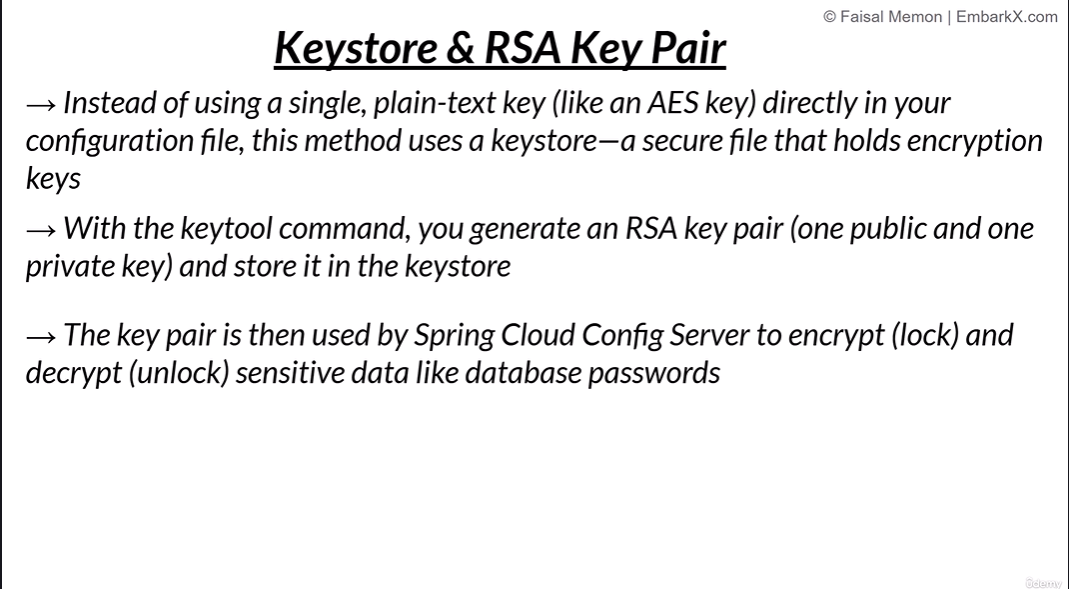 © Faisal Memon | EmbarkX.com
Keystore & RSA Key Pair
→ Instead of using a single, plain-text key (like an AES key) directly in your
configuration file, this method uses a keystore—a secure file that holds encryption
keys
→ With the keytool command, you generate an RSA key pair (one public and one
private key) and store it in the keystore
→ The key pair is then used by Spring Cloud Config Server to encrypt (lock) and
decrypt (unlock) sensitive data like database passwords
ûdemy